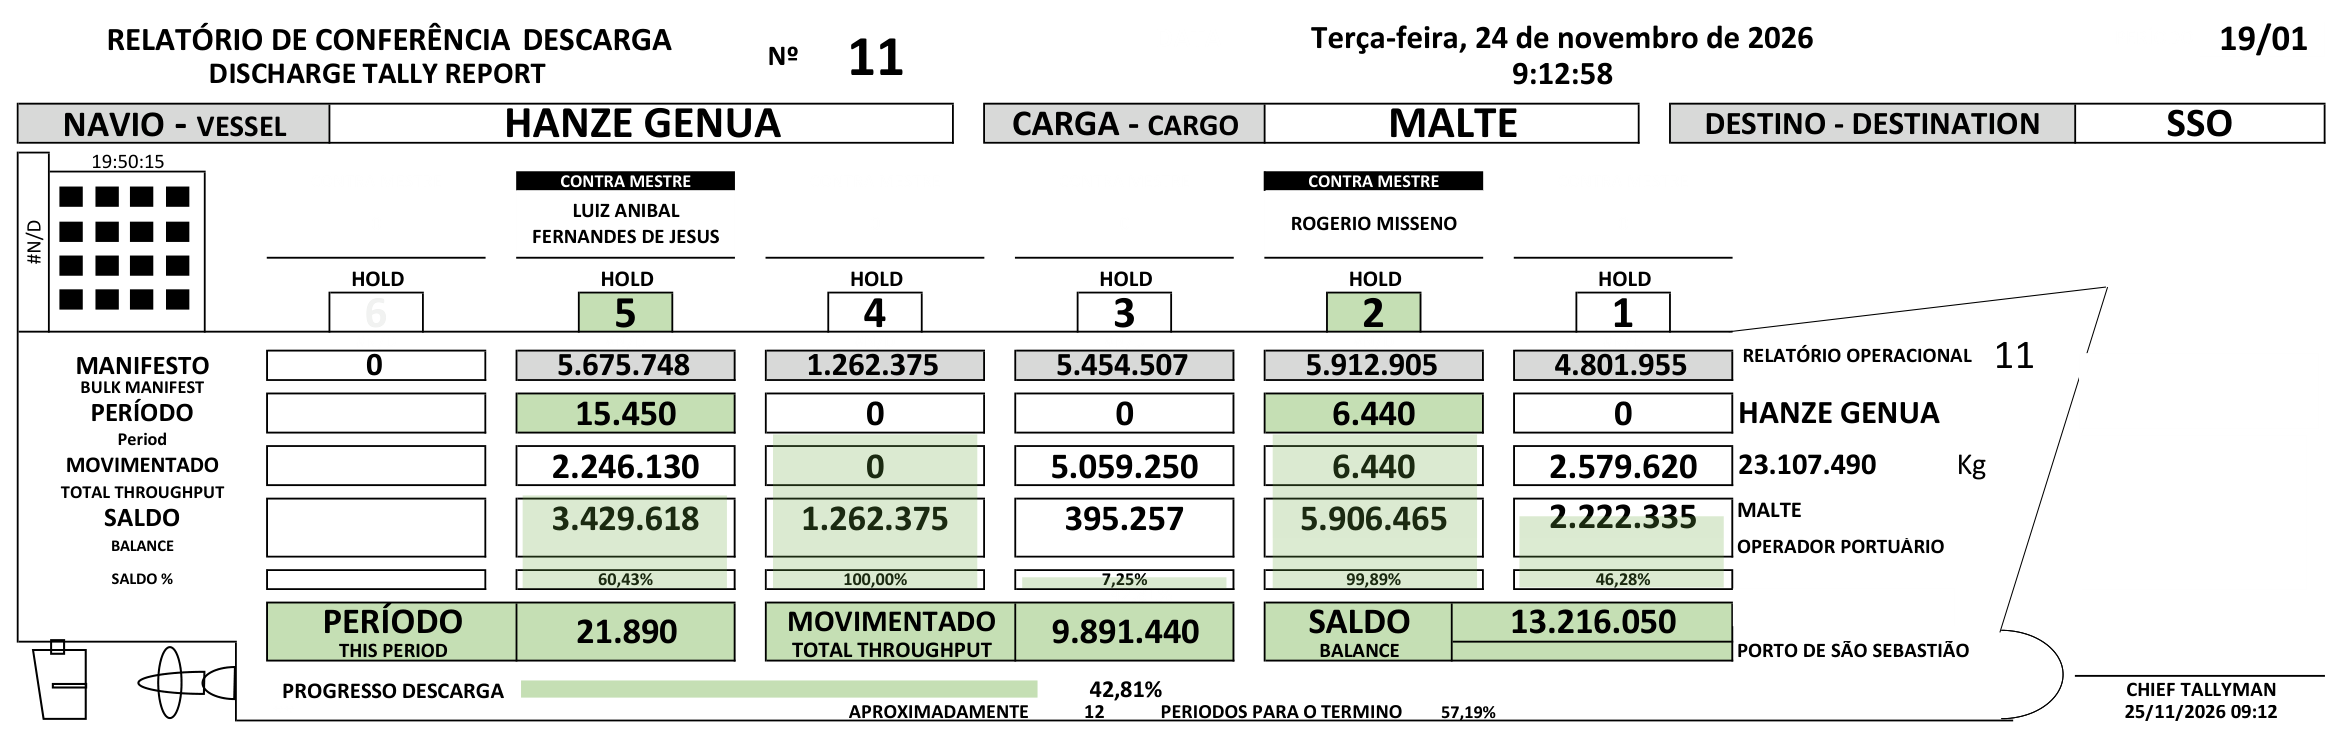 RELATÓRIO DE CONFERÊNCIA DESCARGA
DISCHARGE TALLY REPORT
Nº 11
Terça-feira, 24 de novembro de 2026
9:12:58
19/01
NAVIO - VESSEL HANZE GENUA CARGA - CARGO MALTE DESTINO - DESTINATION SSO
19:50:15
#N/D
CONTRA MESTRE CONTRA MESTRE
LUIZ ANIBAL
FERNANDES DE JESUS
ROGERIO MISSENO
HOLD HOLD HOLD HOLD HOLD HOLD
6 5 4 3 2 1
MANIFESTO 0 5.675.748 1.262.375 5.454.507 5.912.905 4.801.955 RELATÓRIO OPERACIONAL 11
BULK MANIFEST
PERÍODO 15.450 0 0 6.440 0 HANZE GENUA
Period
MOVIMENTADO 2.246.130 0 5.059.250 6.440 2.579.620 23.107.490 Kg
TOTAL THROUGHPUT
SALDO 3.429.618 1.262.375 395.257 5.906.465 2.222.335 MALTE
BALANCE OPERADOR PORTUÁRIO
SALDO % 60,43% 100,00% 7,25% 99,89% 46,28%
PERÍODO 21.890 MOVIMENTADO 9.891.440 SALDO 13.216.050
THIS PERIOD TOTAL THROUGHPUT BALANCE PORTO DE SÃO SEBASTIÃO
PROGRESSO DESCARGA 42,81%
APROXIMADAMENTE 12 PERIODOS PARA O TERMINO 57,19%
CHIEF TALLYMAN
25/11/2026 09:12